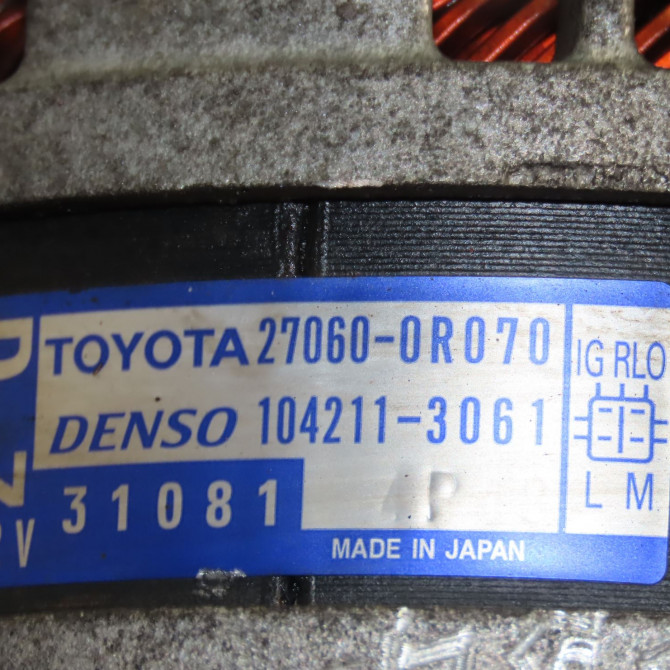 TOYOTA 27060-0R070
DENSO 104211-3061
31081
MADE IN JAPAN
IG RLO
L M
V